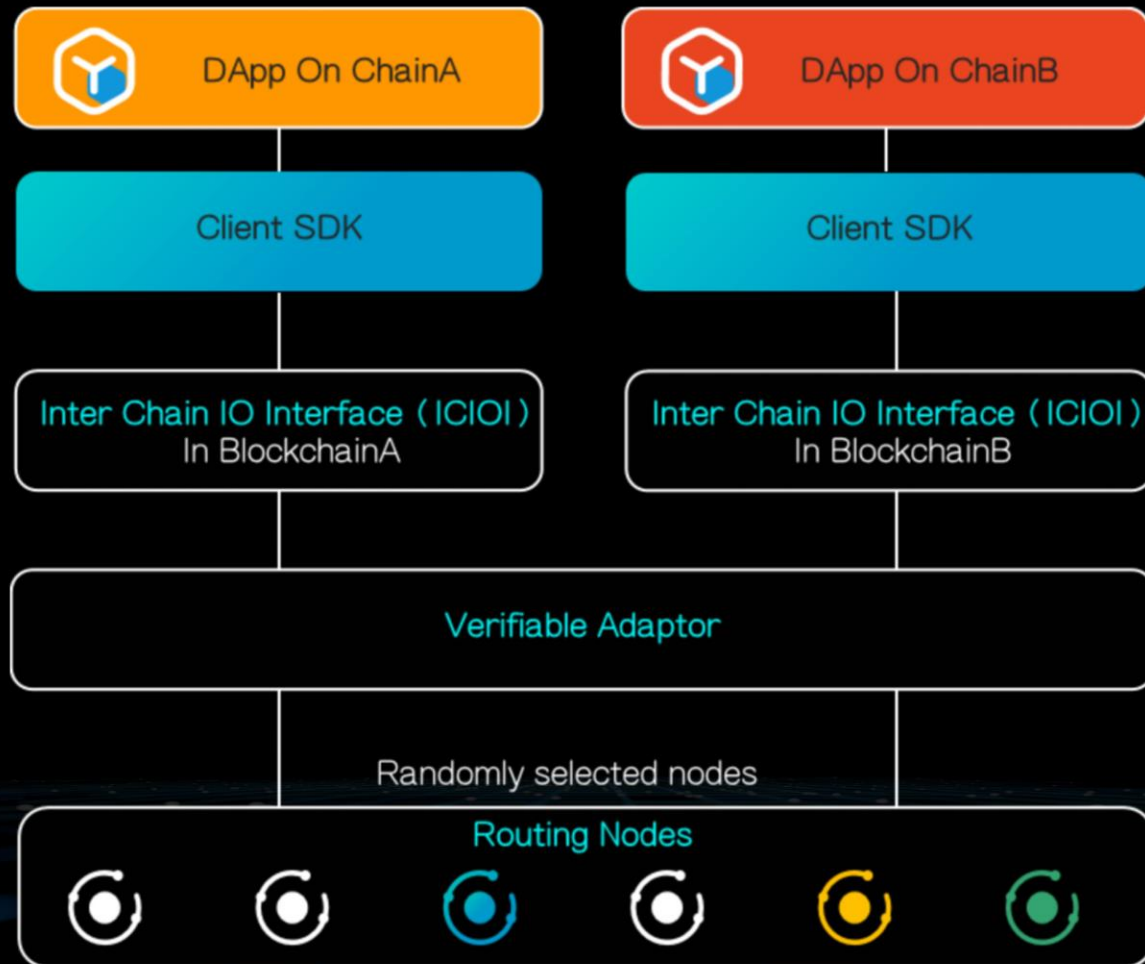 DApp On ChainA
DApp On ChainB
Client SDK
Client SDK
Inter Chain IO Interface (ICIOI)
In BlockchainA
Inter Chain IO Interface (ICIOI)
In BlockchainB
Verifiable Adaptor
Randomly selected nodes
Routing Nodes